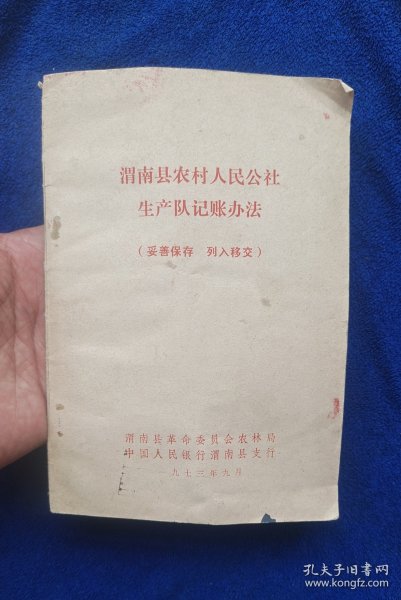 渭南县农村人民公社
生产队记账办法
（妥善保存 列入移交）
渭南县革命委员会农林局
中国人民银行渭南县支行
九七三年九月
孔夫子旧书网
www.kongfz.com